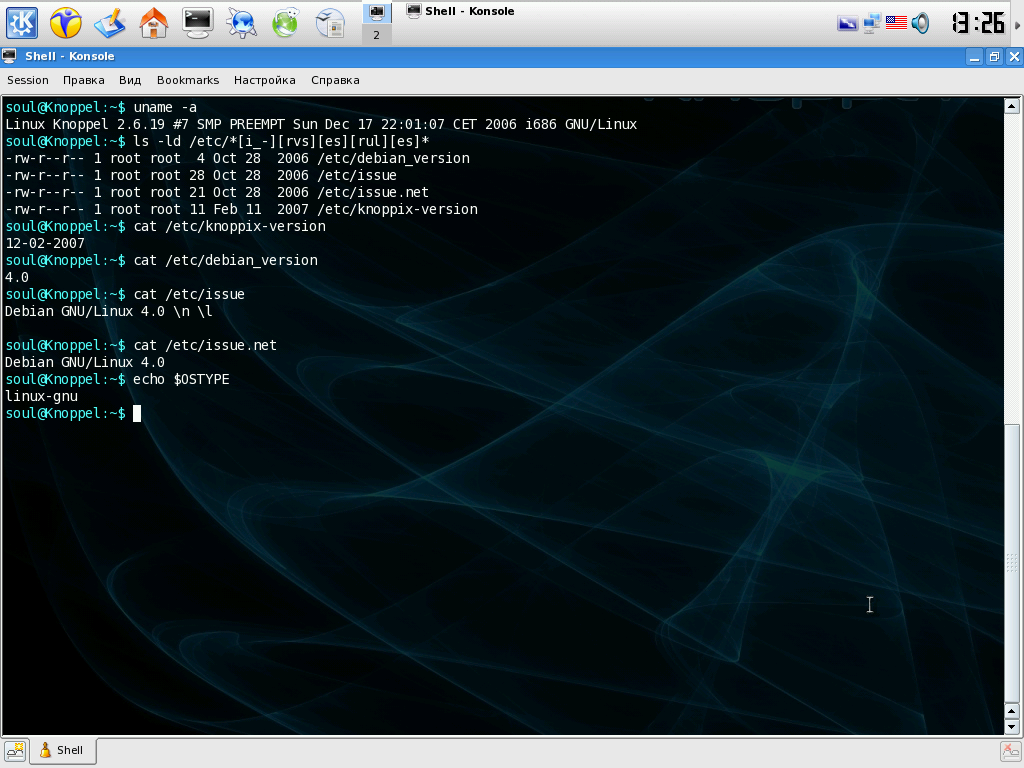 2
Shell - Konsole
13:26
Shell - Konsole
Session Правка Вид Bookmarks Настройка Справка
soul@Knoppel:~$ uname -a
Linux Knoppel 2.6.19 #7 SMP PREEMPT Sun Dec 17 22:01:07 CET 2006 i686 GNU/Linux
soul@Knoppel:~$ ls -ld /etc/*[i_-][rvs][es][rul][es]*
-rw-r--r-- 1 root root  4 Oct 28  2006 /etc/debian_version
-rw-r--r-- 1 root root 28 Oct 28  2006 /etc/issue
-rw-r--r-- 1 root root 21 Oct 28  2006 /etc/issue.net
-rw-r--r-- 1 root root 11 Feb 11  2007 /etc/knoppix-version
soul@Knoppel:~$ cat /etc/knoppix-version
12-02-2007
soul@Knoppel:~$ cat /etc/debian_version
4.0
soul@Knoppel:~$ cat /etc/issue
Debian GNU/Linux 4.0 \n \l
soul@Knoppel:~$ cat /etc/issue.net
Debian GNU/Linux 4.0
soul@Knoppel:~$ echo $OSTYPE
linux-gnu
soul@Knoppel:~$
Shell